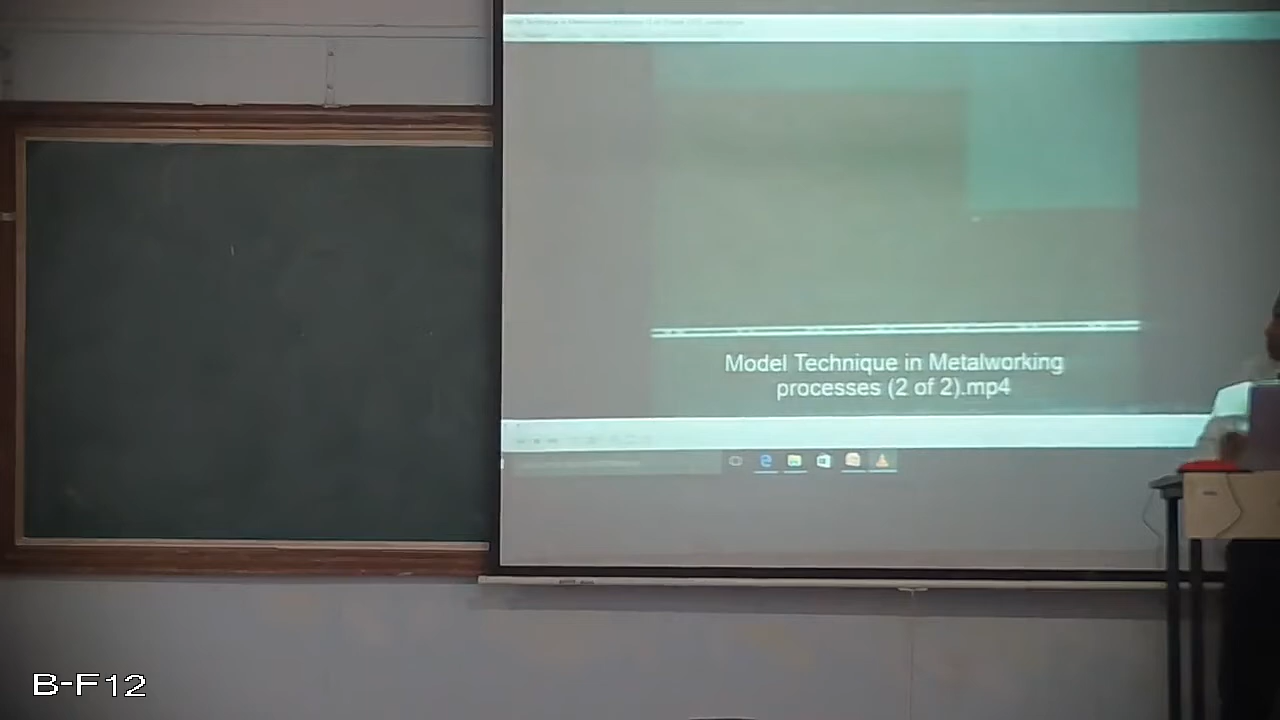 Model Technique in Metalworking
processes (2 of 2).mp4
B-F12